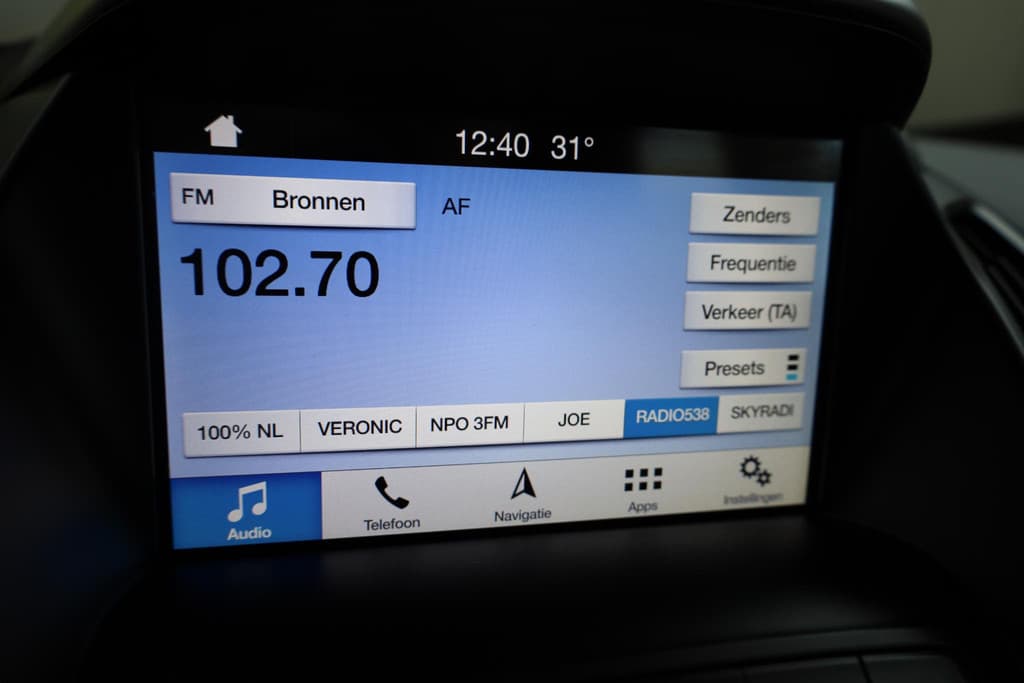 12:40 31°
FM Bronnen AF
Zenders
102.70
Frequentie
Verkeer (TA)
Presets
100% NL VERONIC NPO 3FM JOE RADIO538 SKYRADI
Audio Telefoon Navigatie Apps Instellingen